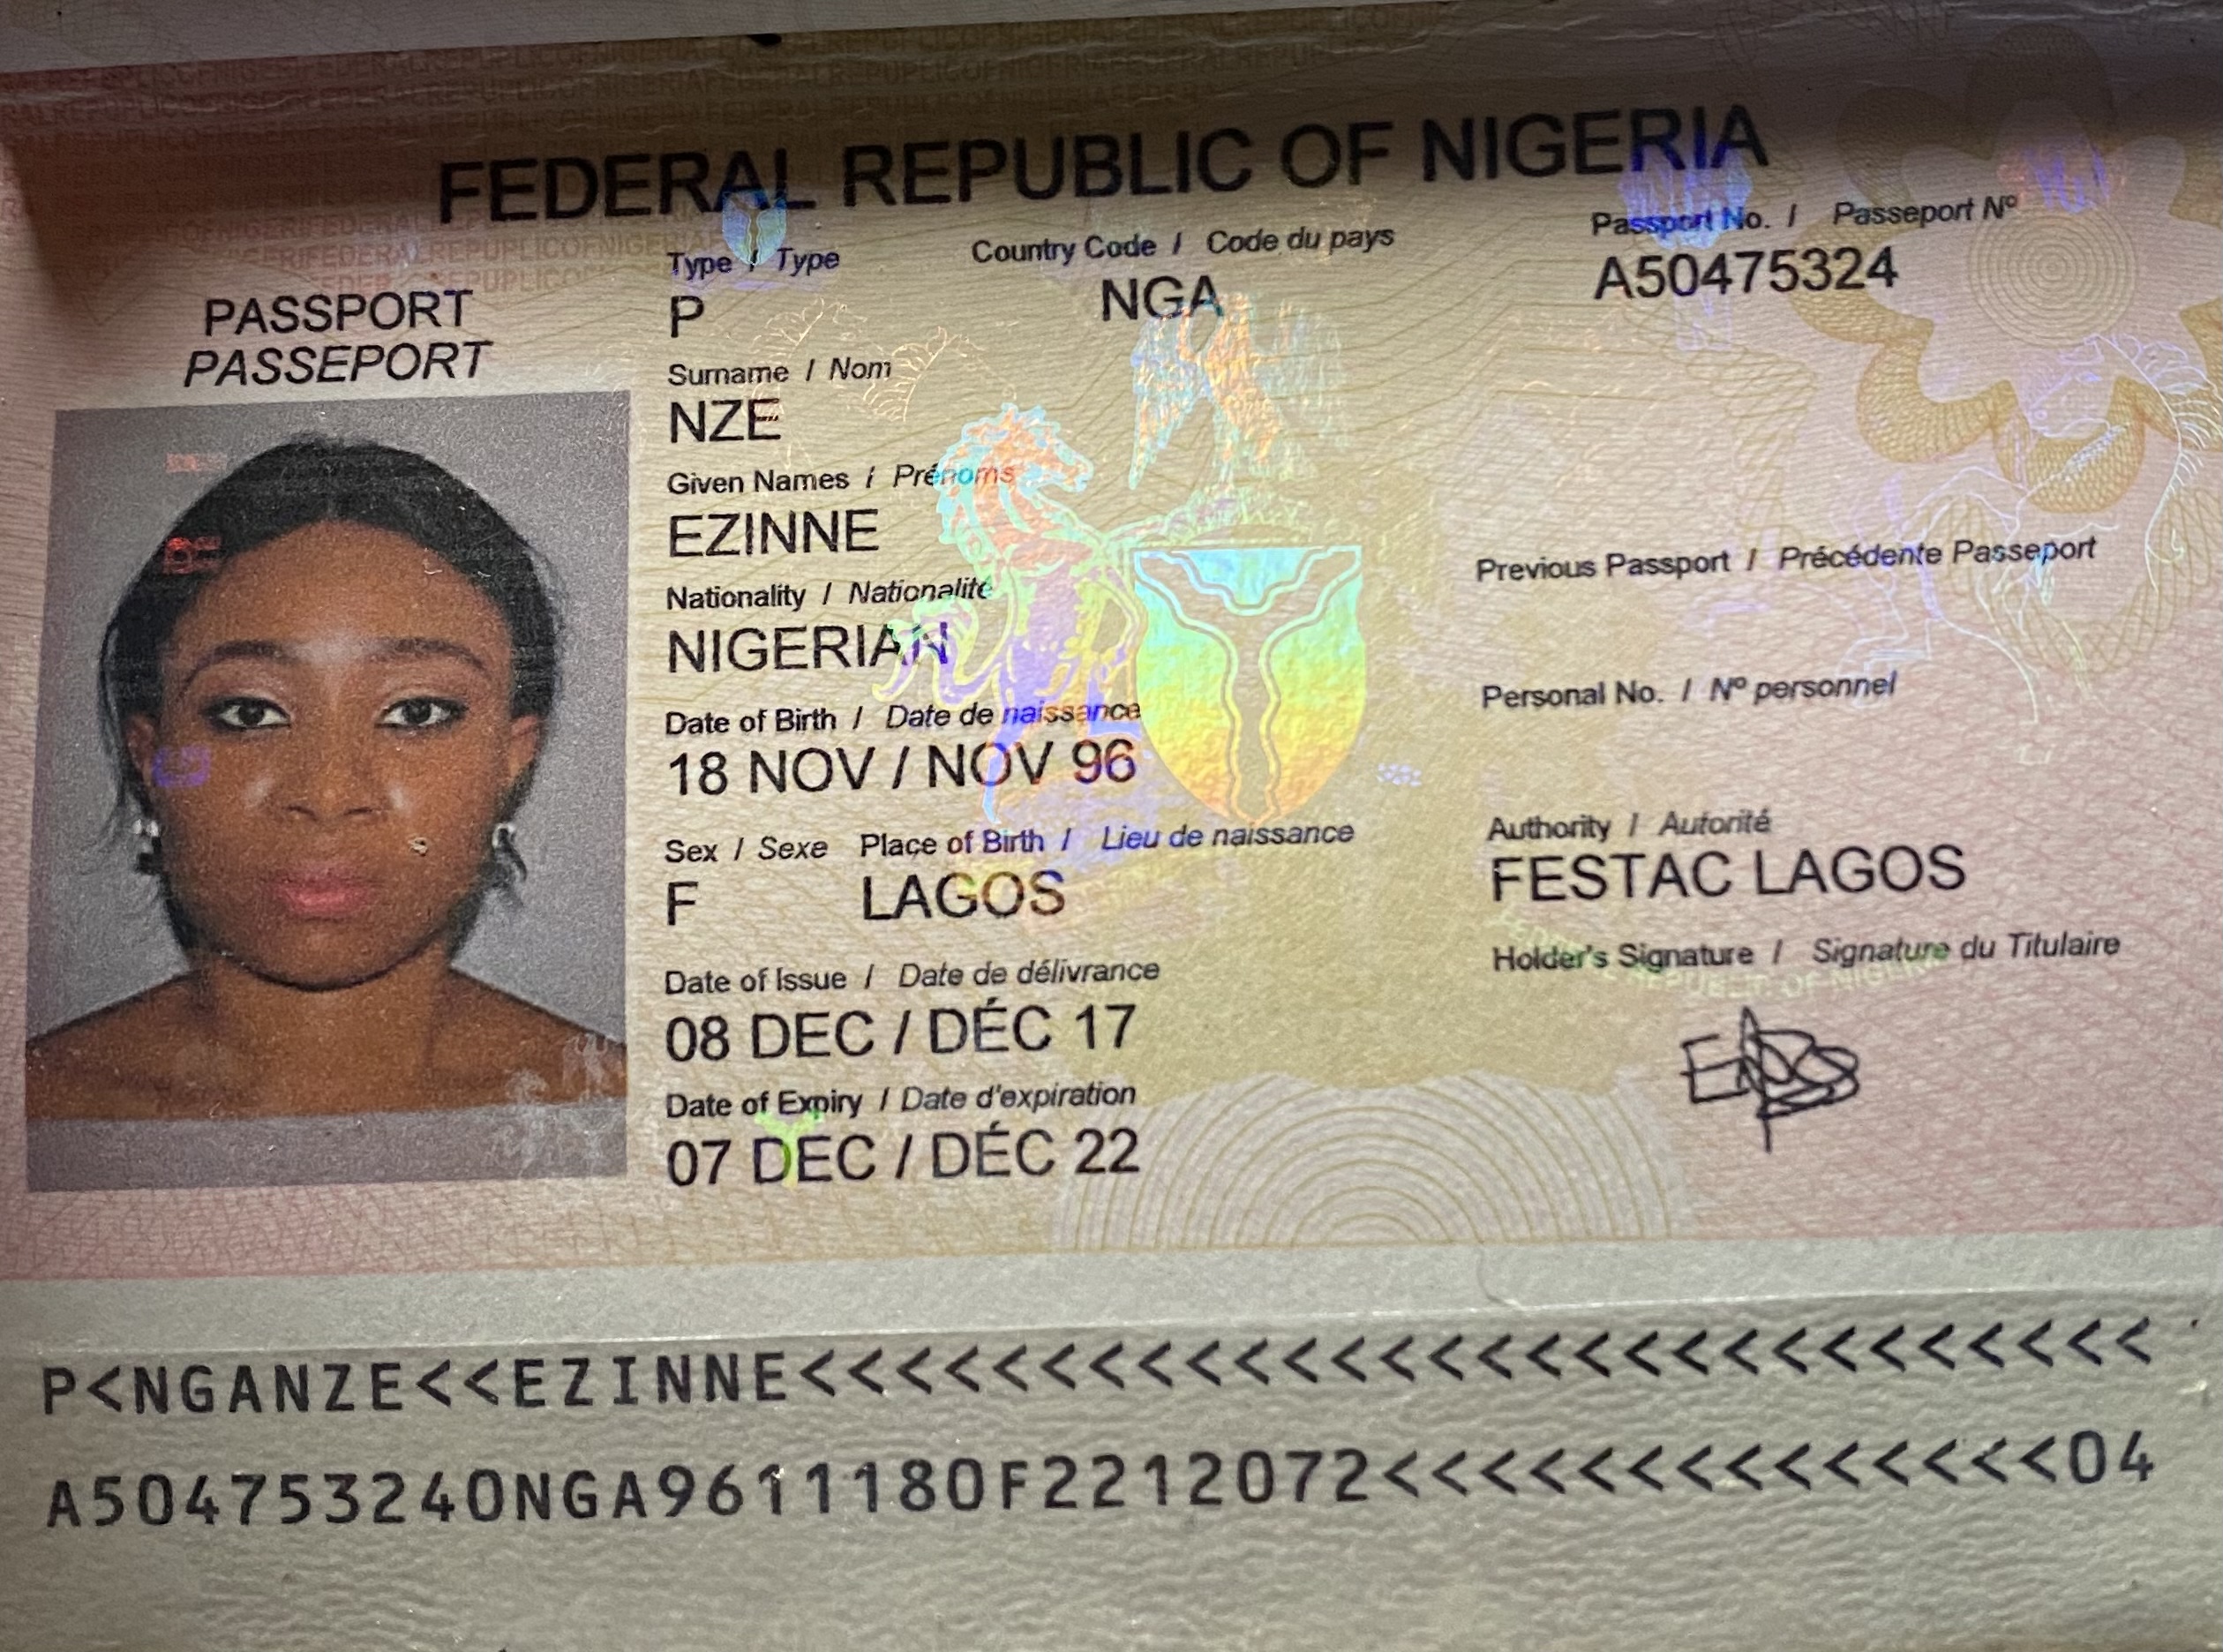 FEDERAL REPUBLIC OF NIGERIA
PASSPORT
PASSEPORT
Type / Type
P
Country Code / Code du pays
NGA
Passport No. / Passeport Nº
A50475324
Surname / Nom
NZE
Given Names / Prénoms
EZINNE
Nationality / Nationalité
NIGERIAN
Previous Passport / Précédente Passeport
Date of Birth / Date de naissance
18 NOV / NOV 96
Personal No. / Nº personnel
Sex / Sexe
F
Place of Birth / Lieu de naissance
LAGOS
Authority / Autorité
FESTAC LAGOS
Date of Issue / Date de délivrance
08 DEC / DÉC 17
Holder's Signature / Signature du Titulaire
Date of Expiry / Date d'expiration
07 DEC / DÉC 22
P<NGANZE<<EZINNE<<<<<<<<<<<<<<<<<<<<<<<<<<<<
A504753240NGA9611180F2212072<<<<<<<<<<<<<<04